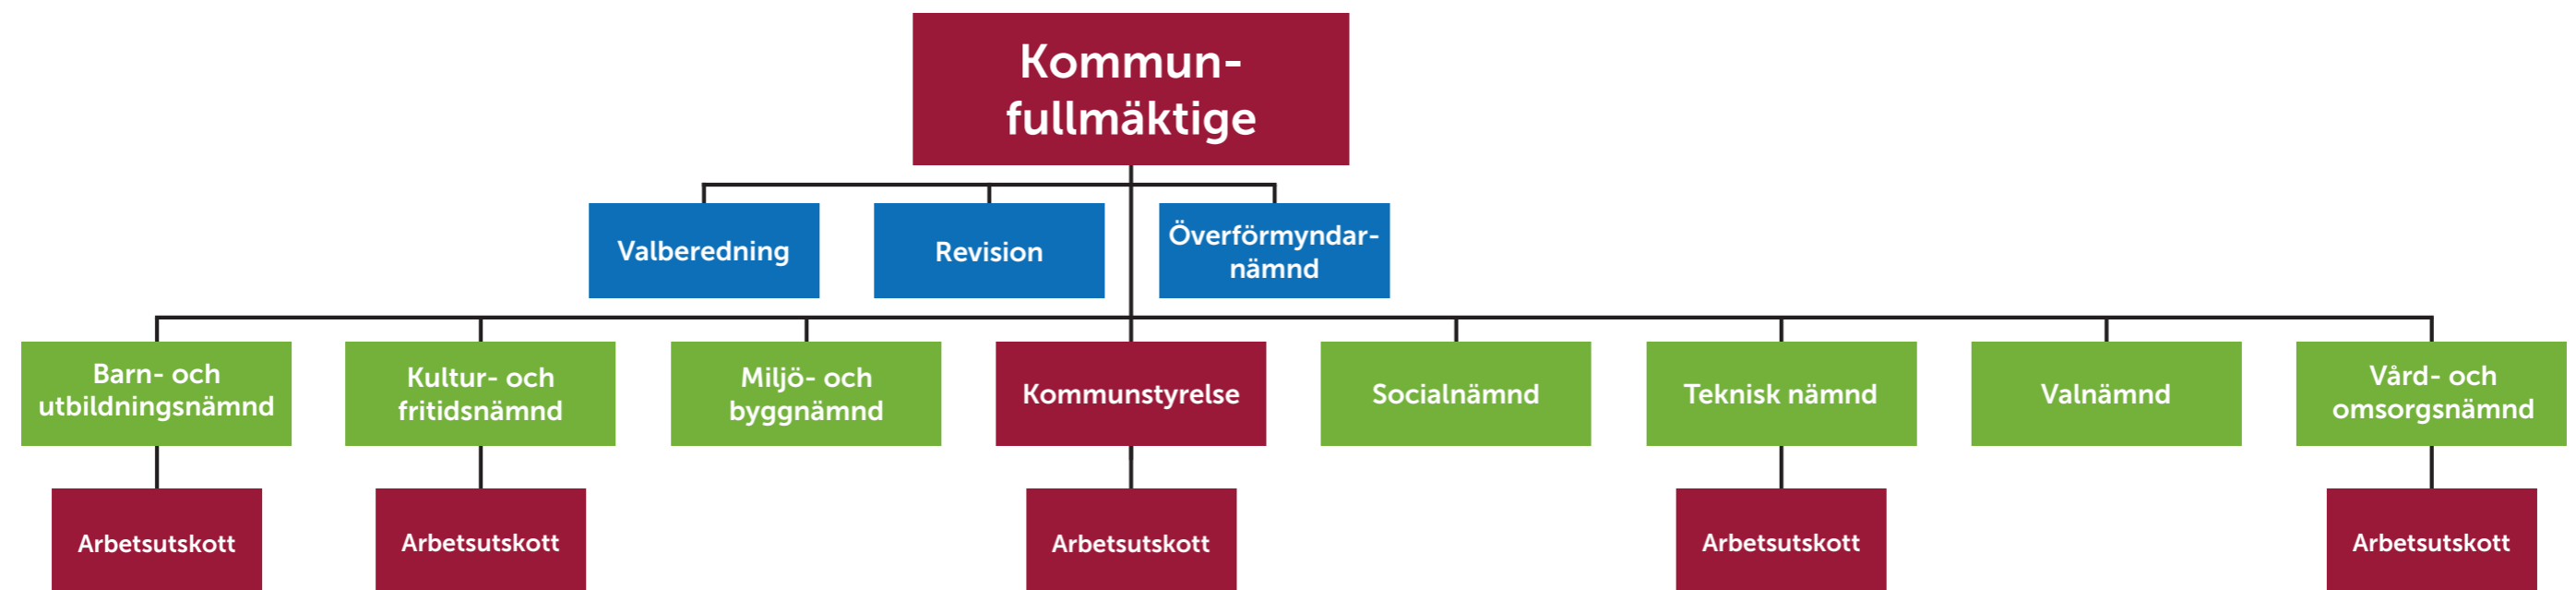 Kommun-
fullmäktige
Valberedning
Revision
Överförmyndar-
nämnd
Barn- och
utbildningsnämnd
Kultur- och
fritidsnämnd
Miljö- och
byggnämnd
Kommunstyrelse
Socialnämnd
Teknisk nämnd
Valnämnd
Vård- och
omsorgsnämnd
Arbetsutskott
Arbetsutskott
Arbetsutskott
Arbetsutskott
Arbetsutskott